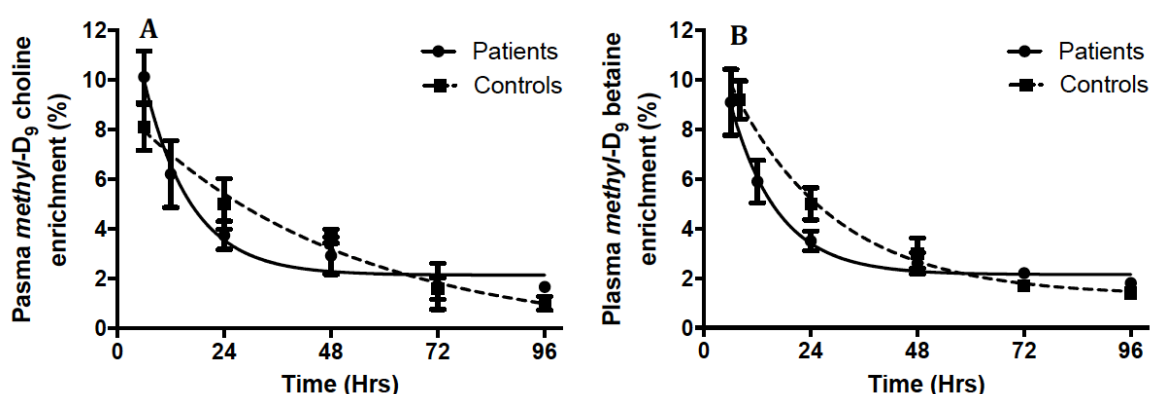 A
Pasma methyl-D9 choline
enrichment (%)
12
10
8
6
4
2
0
0 24 48 72 96
Time (Hrs)
Patients
Controls
B
Plasma methyl-D9 betaine
enrichment (%)
12
10
8
6
4
2
0
0 24 48 72 96
Time (Hrs)
Patients
Controls